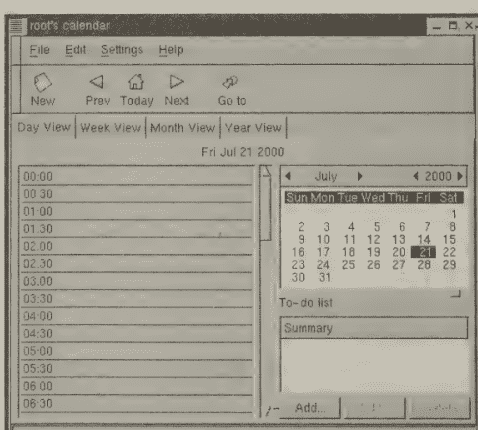 root's calendar
File Edit Settings Help
New Prev Today Next Go to
Day View Week View Month View Year View
Fri Jul 21 2000
00:00
00:30
01:00
01:30
02:00
02:30
03:00
03:30
04:00
04:30
05:00
05:30
06:00
06:30
July 2000
Sun Mon Tue Wed Thu Fri Sat
1
2 3 4 5 6 7 8
9 10 11 12 13 14 15
16 17 18 19 20 21 22
23 24 25 26 27 28 29
30 31
To-do list
Summary
Add...